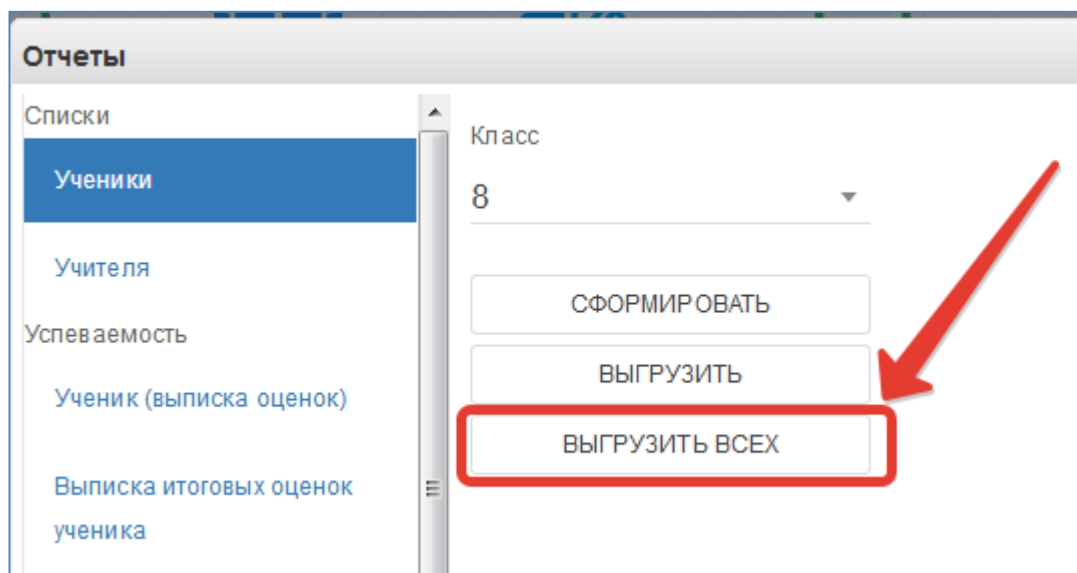 Отчеты
Списки
Ученики
Учителя
Успеваемость
Ученик (выписка оценок)
Выписка итоговых оценок
ученика
Класс
8
СФОРМИРОВАТЬ
ВЫГРУЗИТЬ
ВЫГРУЗИТЬ ВСЕХ